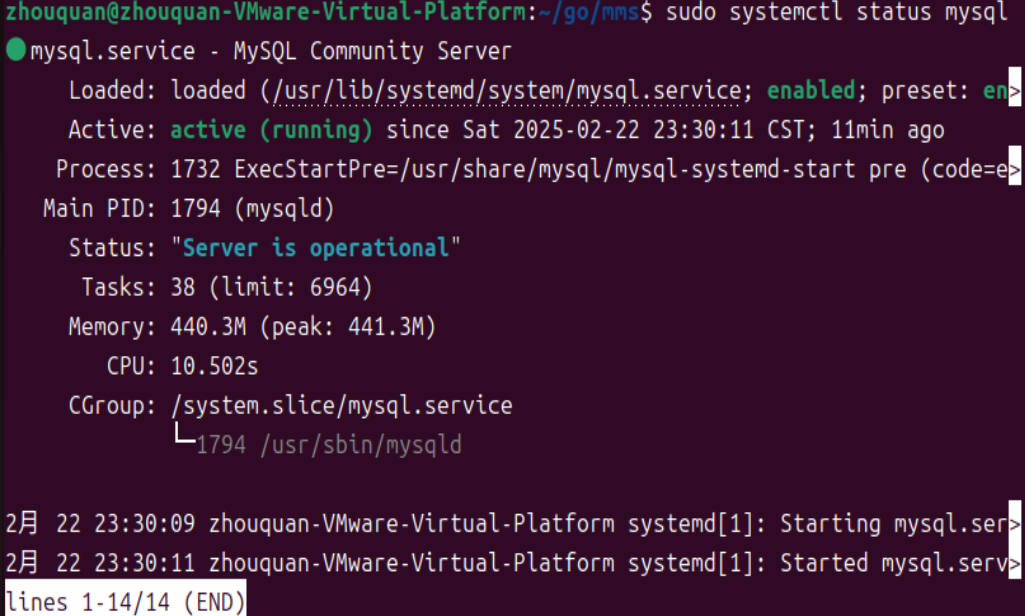 zhouquan@zhouquan-VMware-Virtual-Platform:~/go/mms$ sudo systemctl status mysql
mysql.service - MySQL Community Server
Loaded: loaded (/usr/lib/systemd/system/mysql.service; enabled; preset: en>
Active: active (running) since Sat 2025-02-22 23:30:11 CST; 11min ago
Process: 1732 ExecStartPre=/usr/share/mysql/mysql-systemd-start pre (code=e>
Main PID: 1794 (mysqld)
Status: "Server is operational"
Tasks: 38 (limit: 6964)
Memory: 440.3M (peak: 441.3M)
CPU: 10.502s
CGroup: /system.slice/mysql.service
└─1794 /usr/sbin/mysqld
2月 22 23:30:09 zhouquan-VMware-Virtual-Platform systemd[1]: Starting mysql.ser>
2月 22 23:30:11 zhouquan-VMware-Virtual-Platform systemd[1]: Started mysql.serv>
lines 1-14/14 (END)